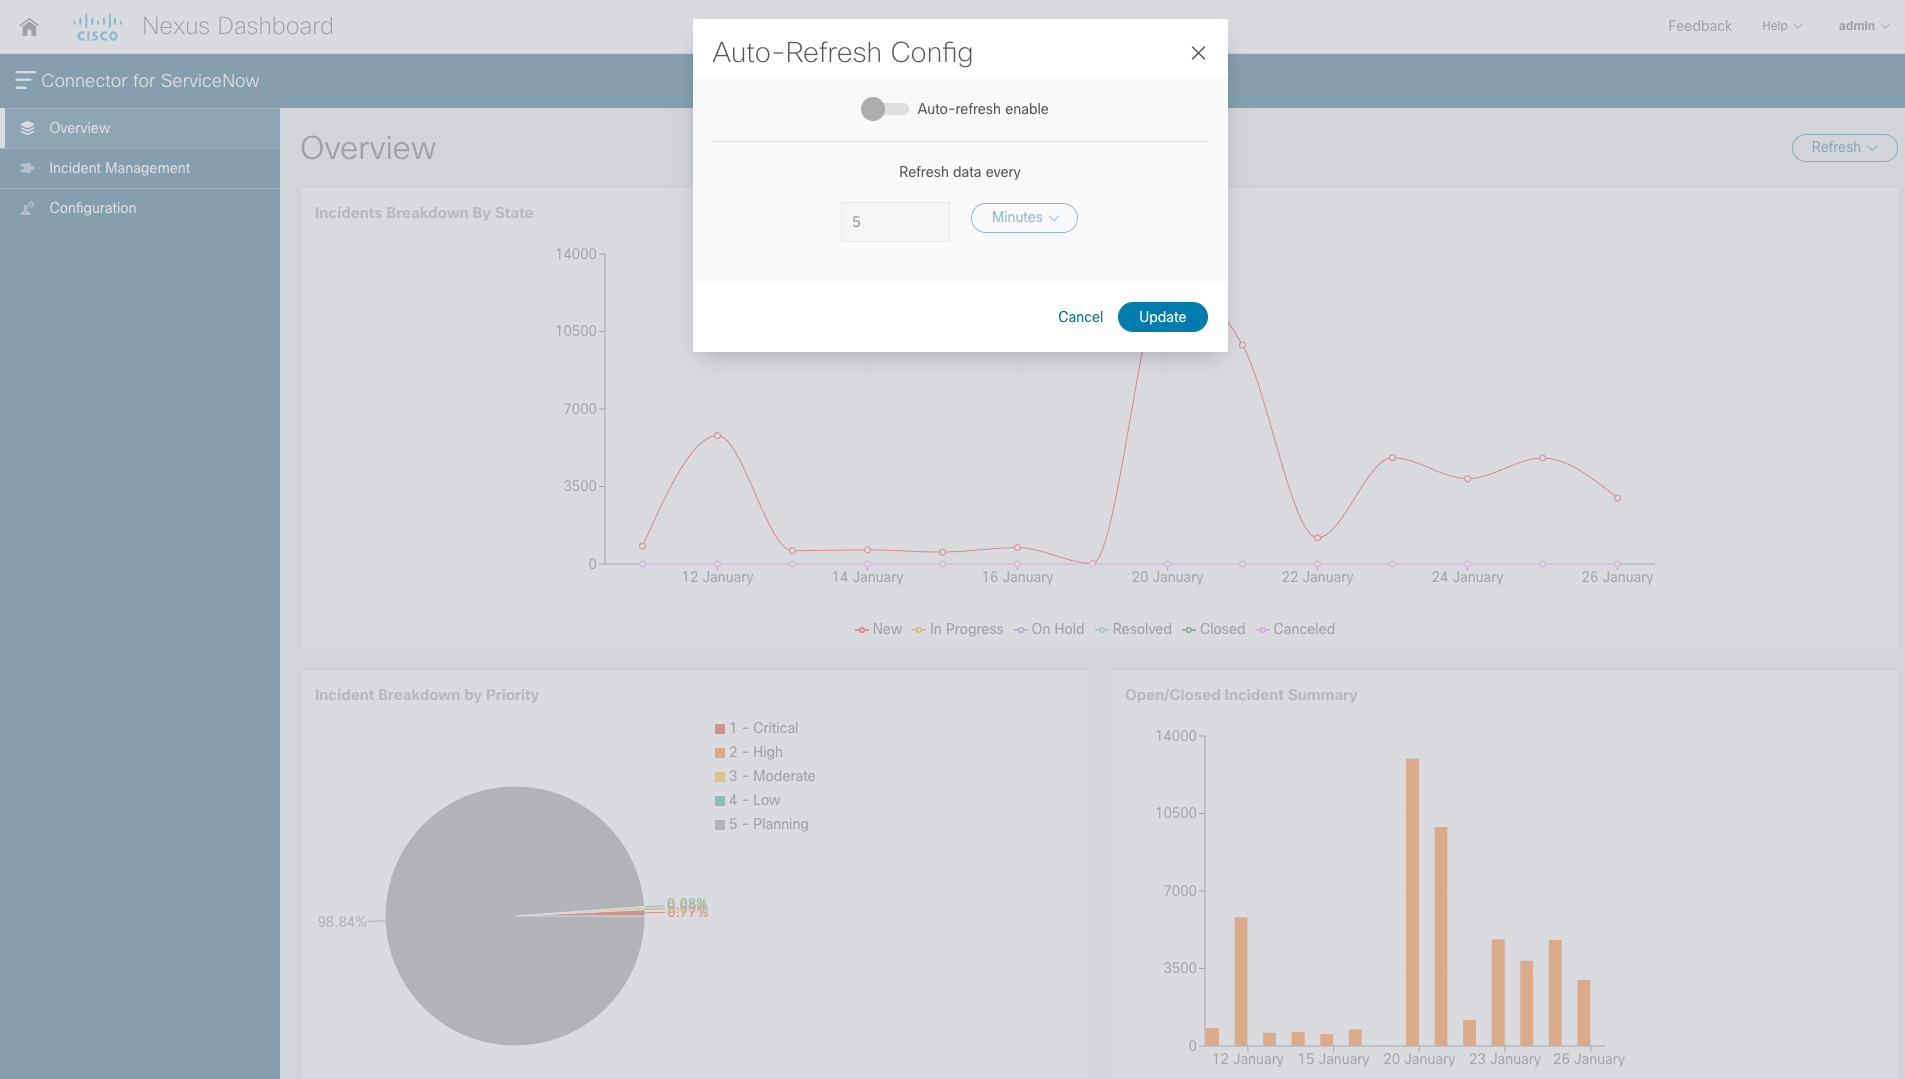 CISCO
Nexus Dashboard
Feedback
Help
admin
Connector for ServiceNow
Overview
Incident Management
Configuration
Auto-Refresh Config
Auto-refresh enable
Refresh data every
5
Minutes
Cancel
Update
Overview
Refresh
Incidents Breakdown By State
14000
10500
7000
3500
0
12 January
14 January
16 January
20 January
22 January
24 January
26 January
New
In Progress
On Hold
Resolved
Closed
Canceled
Incident Breakdown by Priority
1 - Critical
2 - High
3 - Moderate
4 - Low
5 - Planning
98.84%
0.08%
0.77%
Open/Closed Incident Summary
14000
10500
7000
3500
0
12 January
15 January
20 January
23 January
26 January